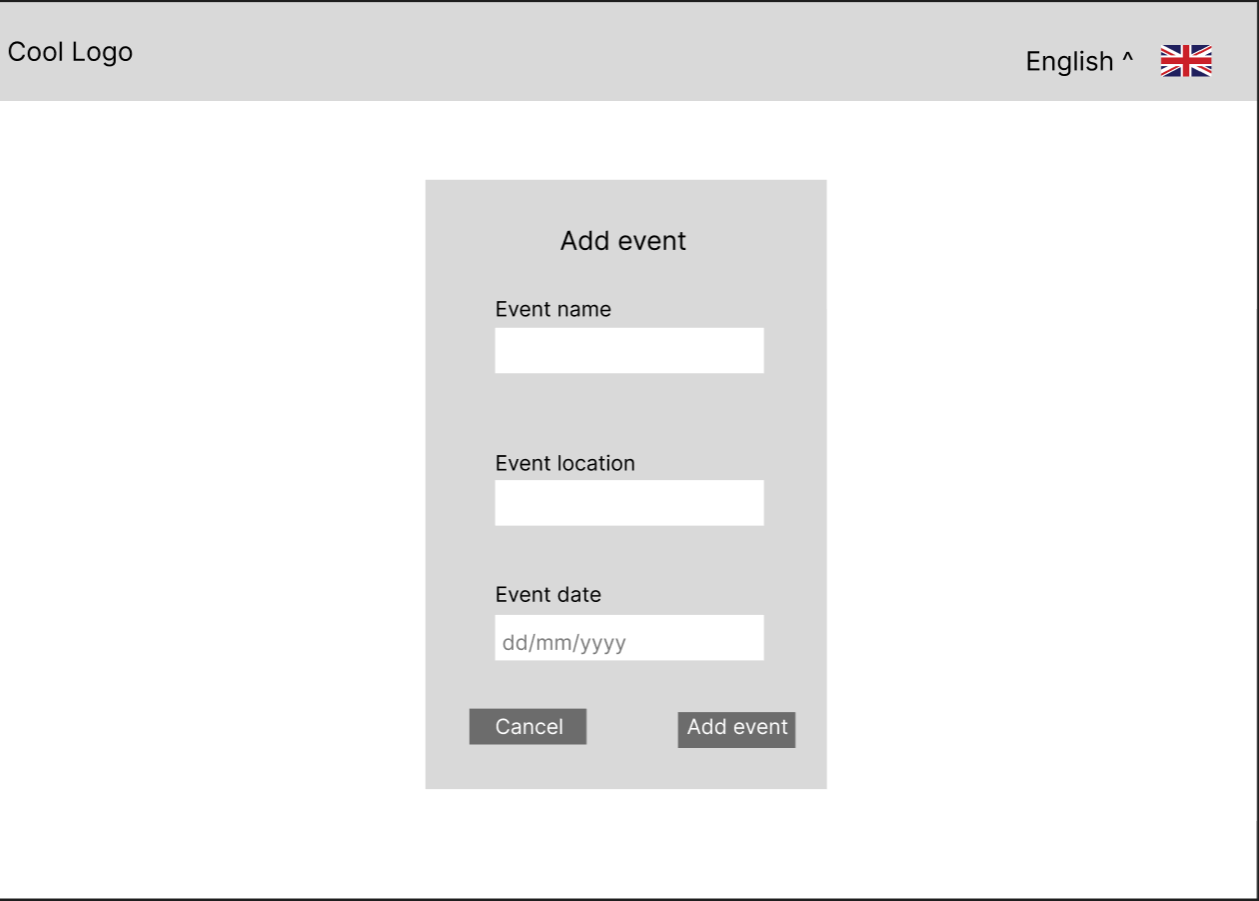 Cool Logo
English ^
Add event
Event name
Event location
Event date
dd/mm/yyyy
Cancel
Add event